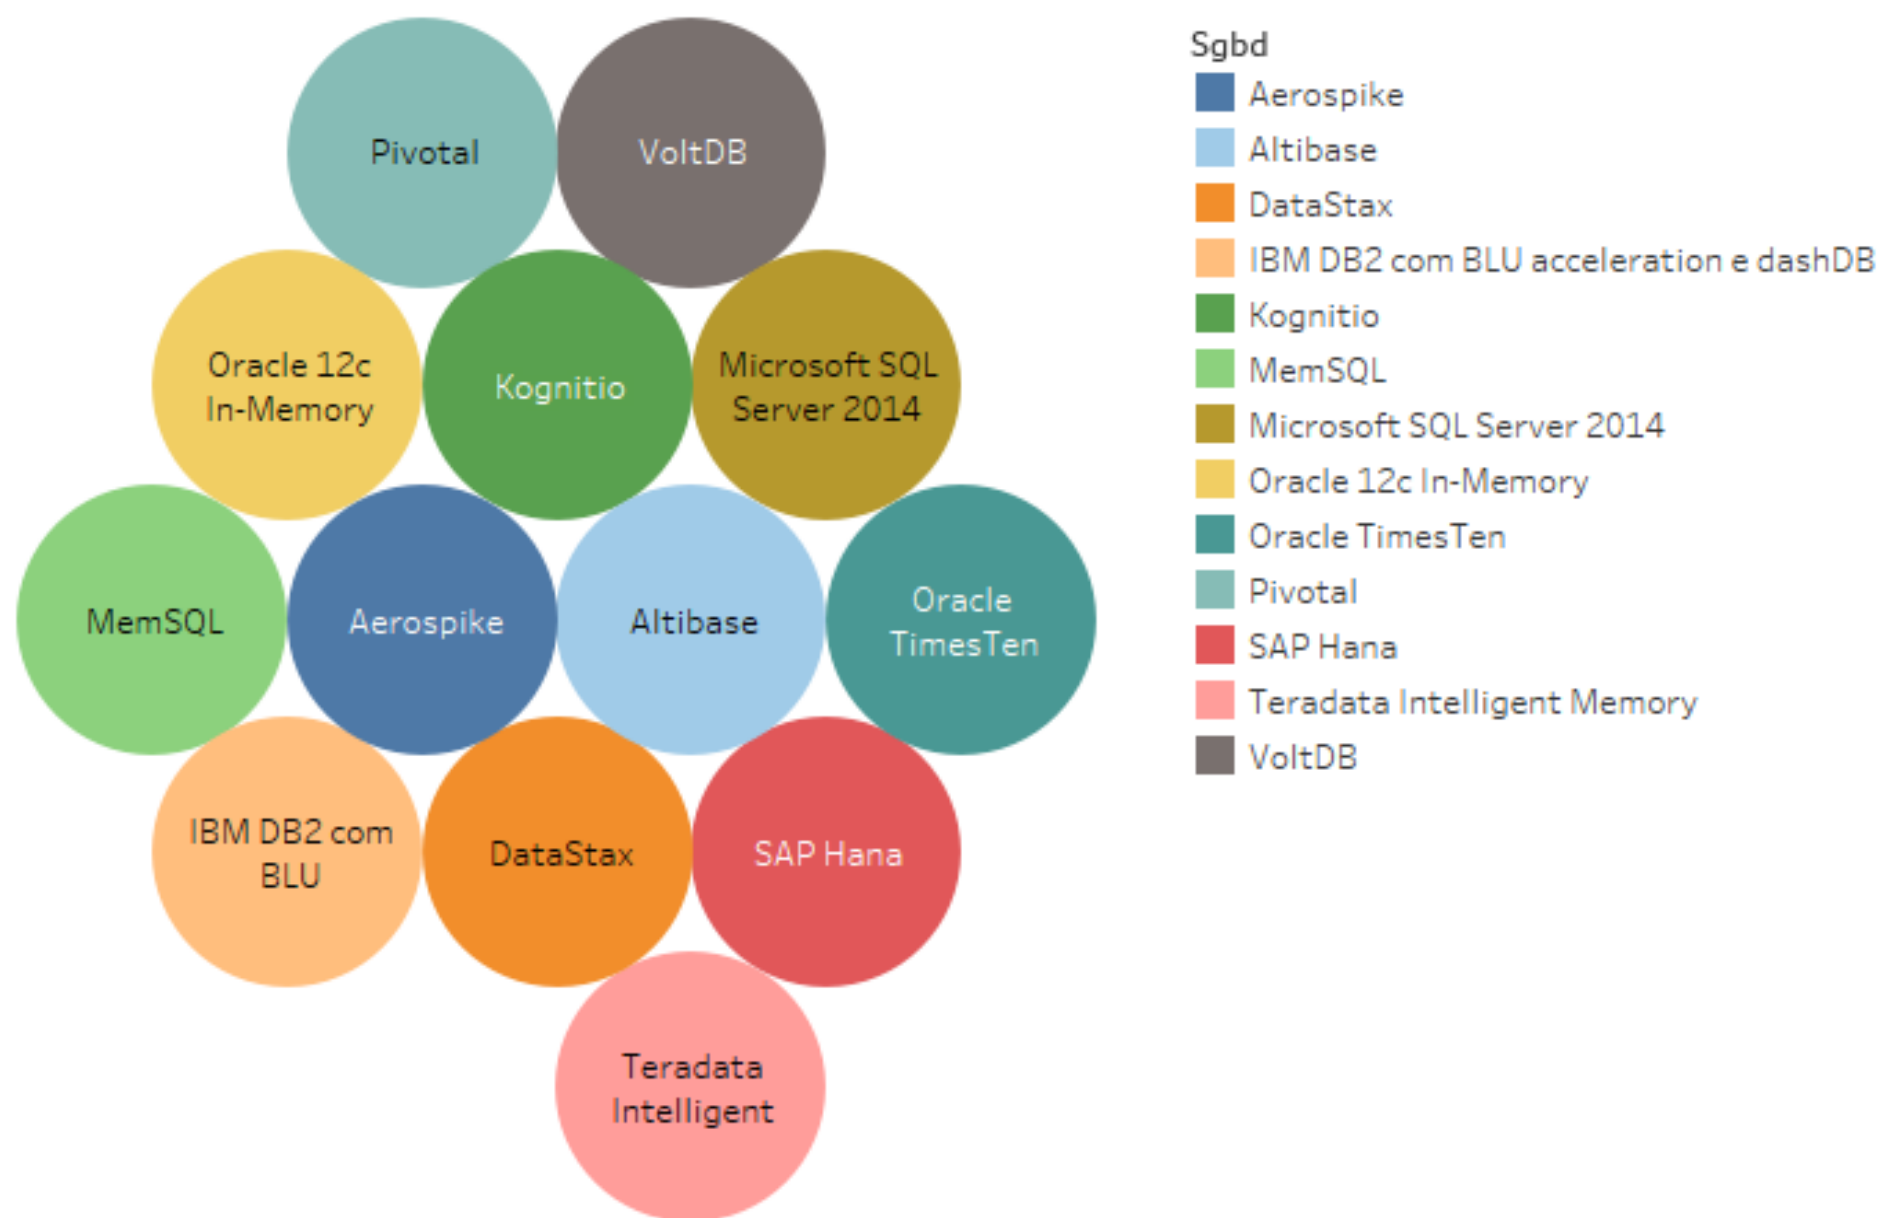 Pivotal
VoltDB
Oracle 12c
In-Memory
Kognitio
Microsoft SQL
Server 2014
MemSQL
Aerospike
Altibase
Oracle
TimesTen
IBM DB2 com
BLU
DataStax
SAP Hana
Teradata
Intelligent
Sgbd
Aerospike
Altibase
DataStax
IBM DB2 com BLU acceleration e dashDB
Kognitio
MemSQL
Microsoft SQL Server 2014
Oracle 12c In-Memory
Oracle TimesTen
Pivotal
SAP Hana
Teradata Intelligent Memory
VoltDB